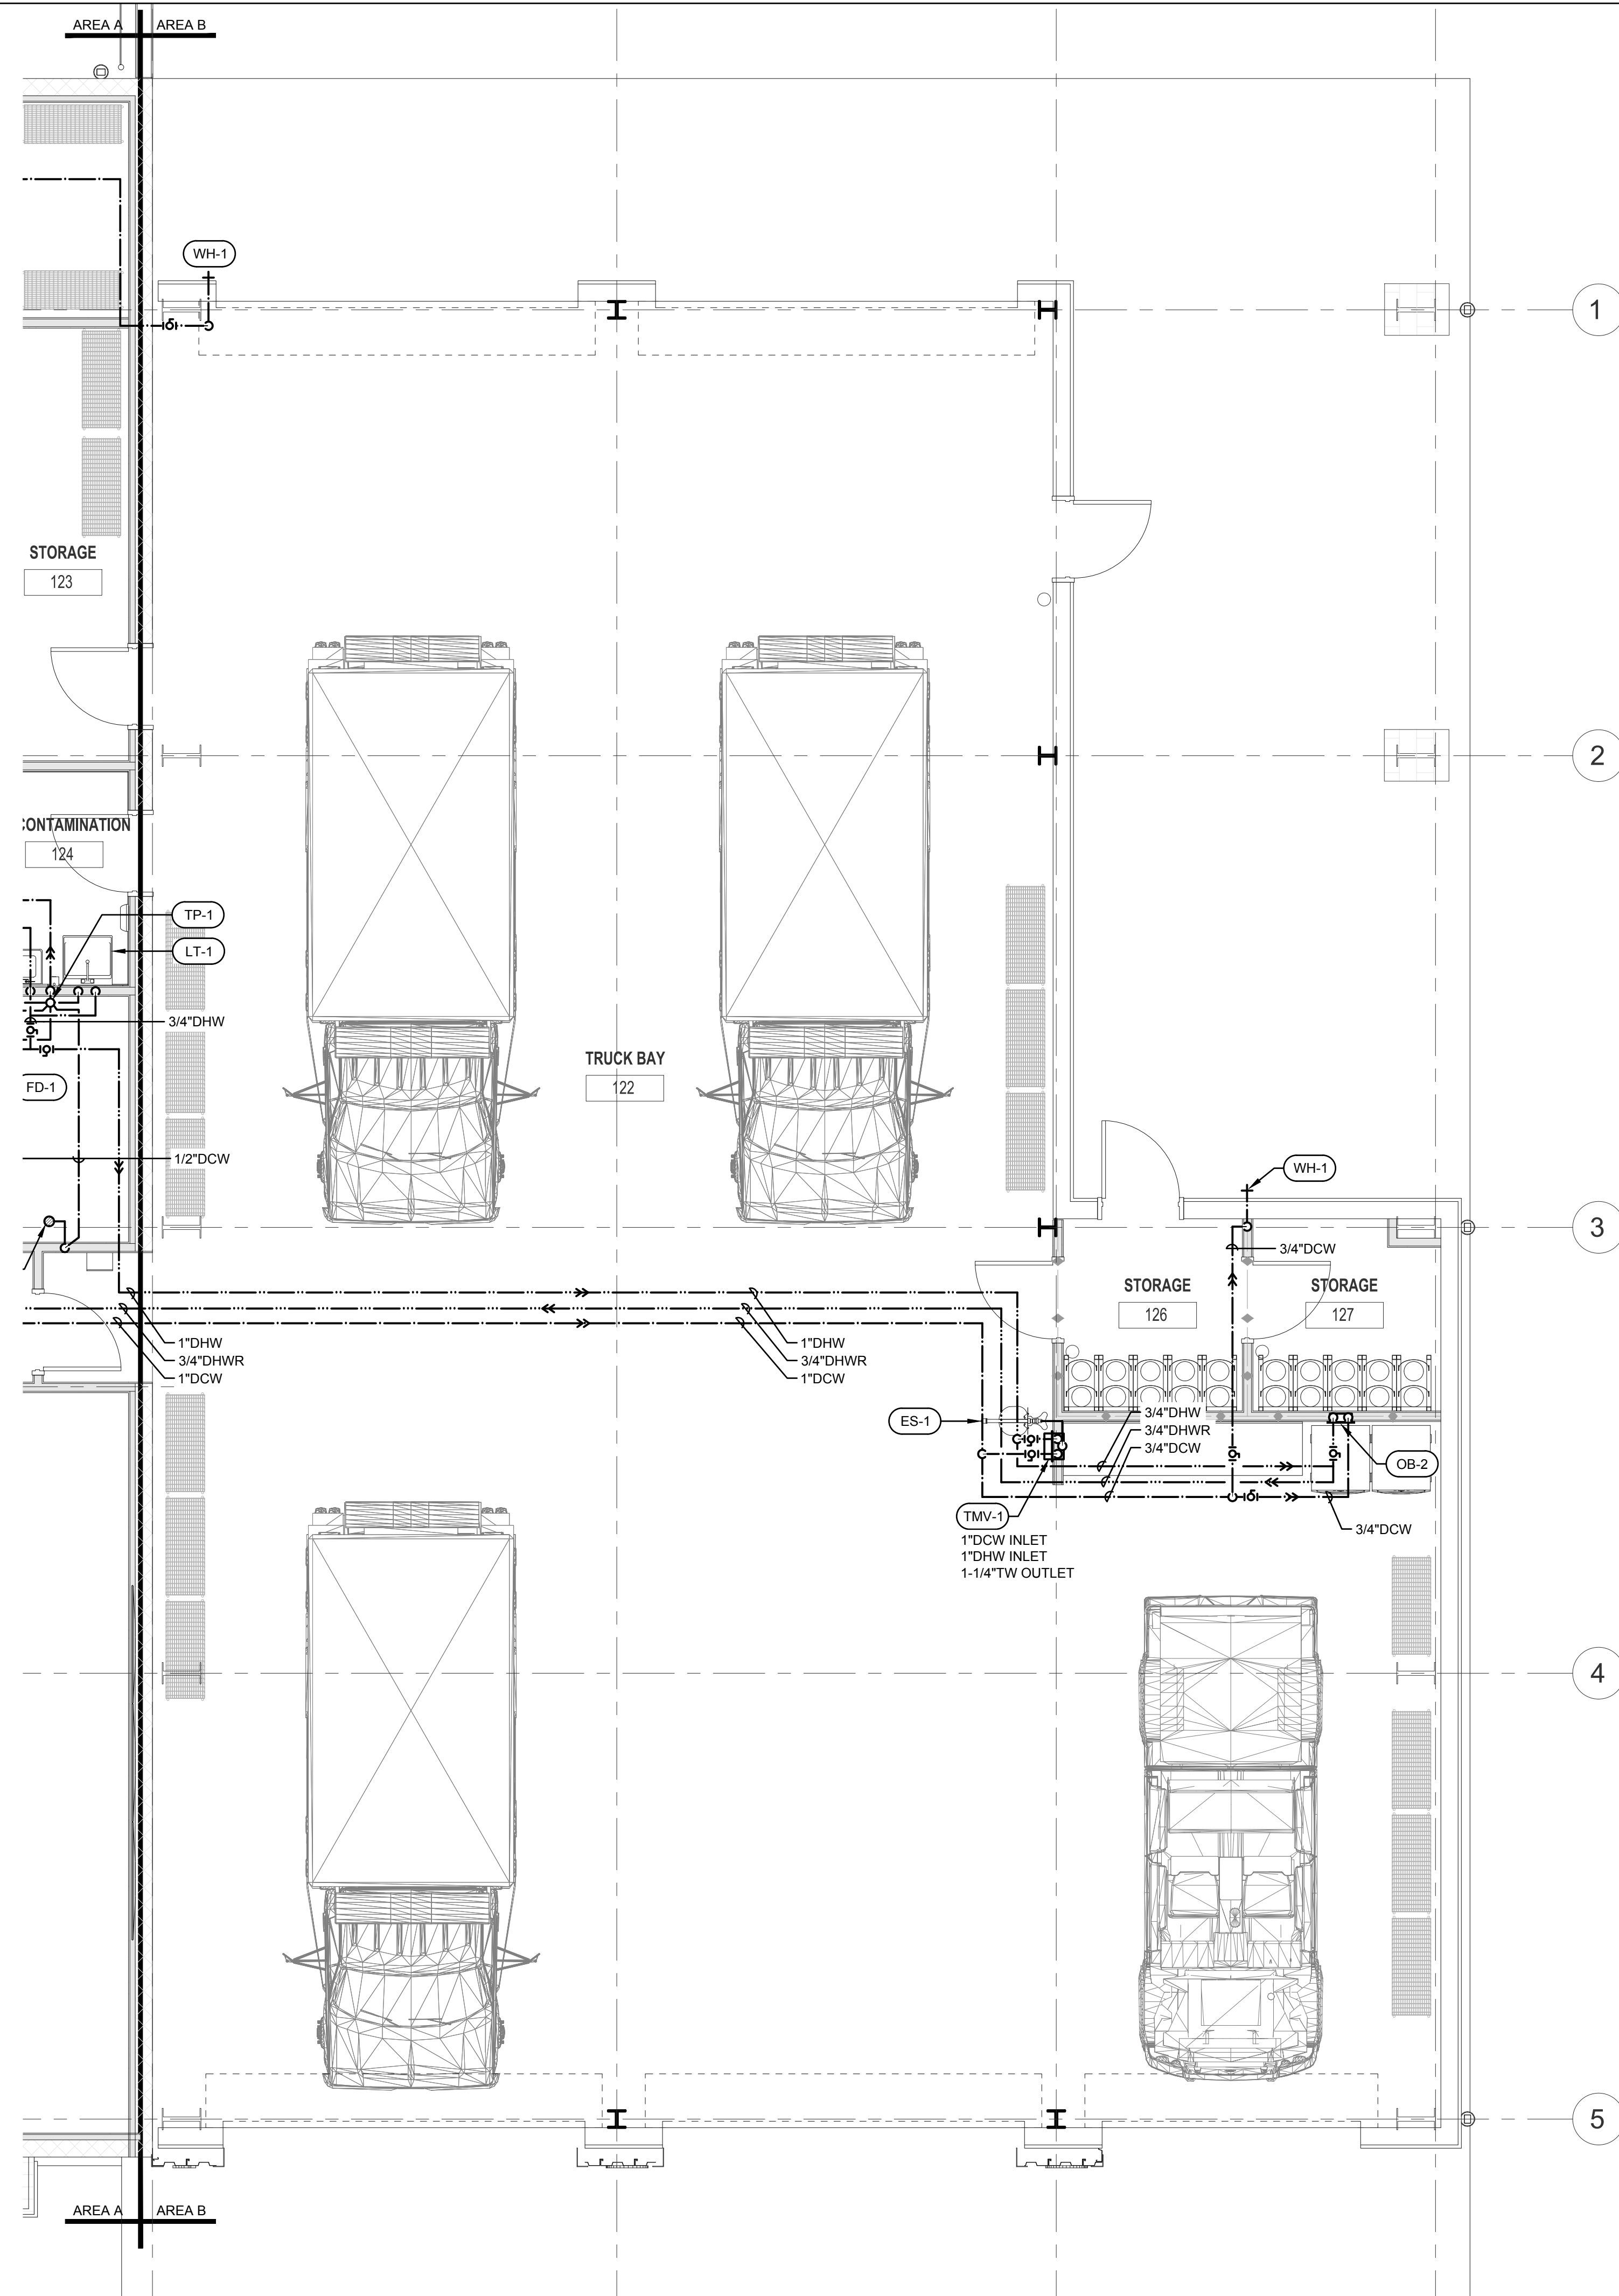 AREA A
AREA B
WH-1
1
STORAGE
123
2
CONTAMINATION
124
TP-1
LT-1
3/4"DHW
FD-1
TRUCK BAY
122
1/2"DCW
WH-1
3
3/4"DCW
STORAGE
126
STORAGE
127
1"DHW
3/4"DHWR
1"DCW
1"DHW
3/4"DHWR
1"DCW
ES-1
3/4"DHW
3/4"DHWR
3/4"DCW
OB-2
TMV-1
1"DCW INLET
1"DHW INLET
1-1/4"TW OUTLET
3/4"DCW
4
5
AREA A
AREA B